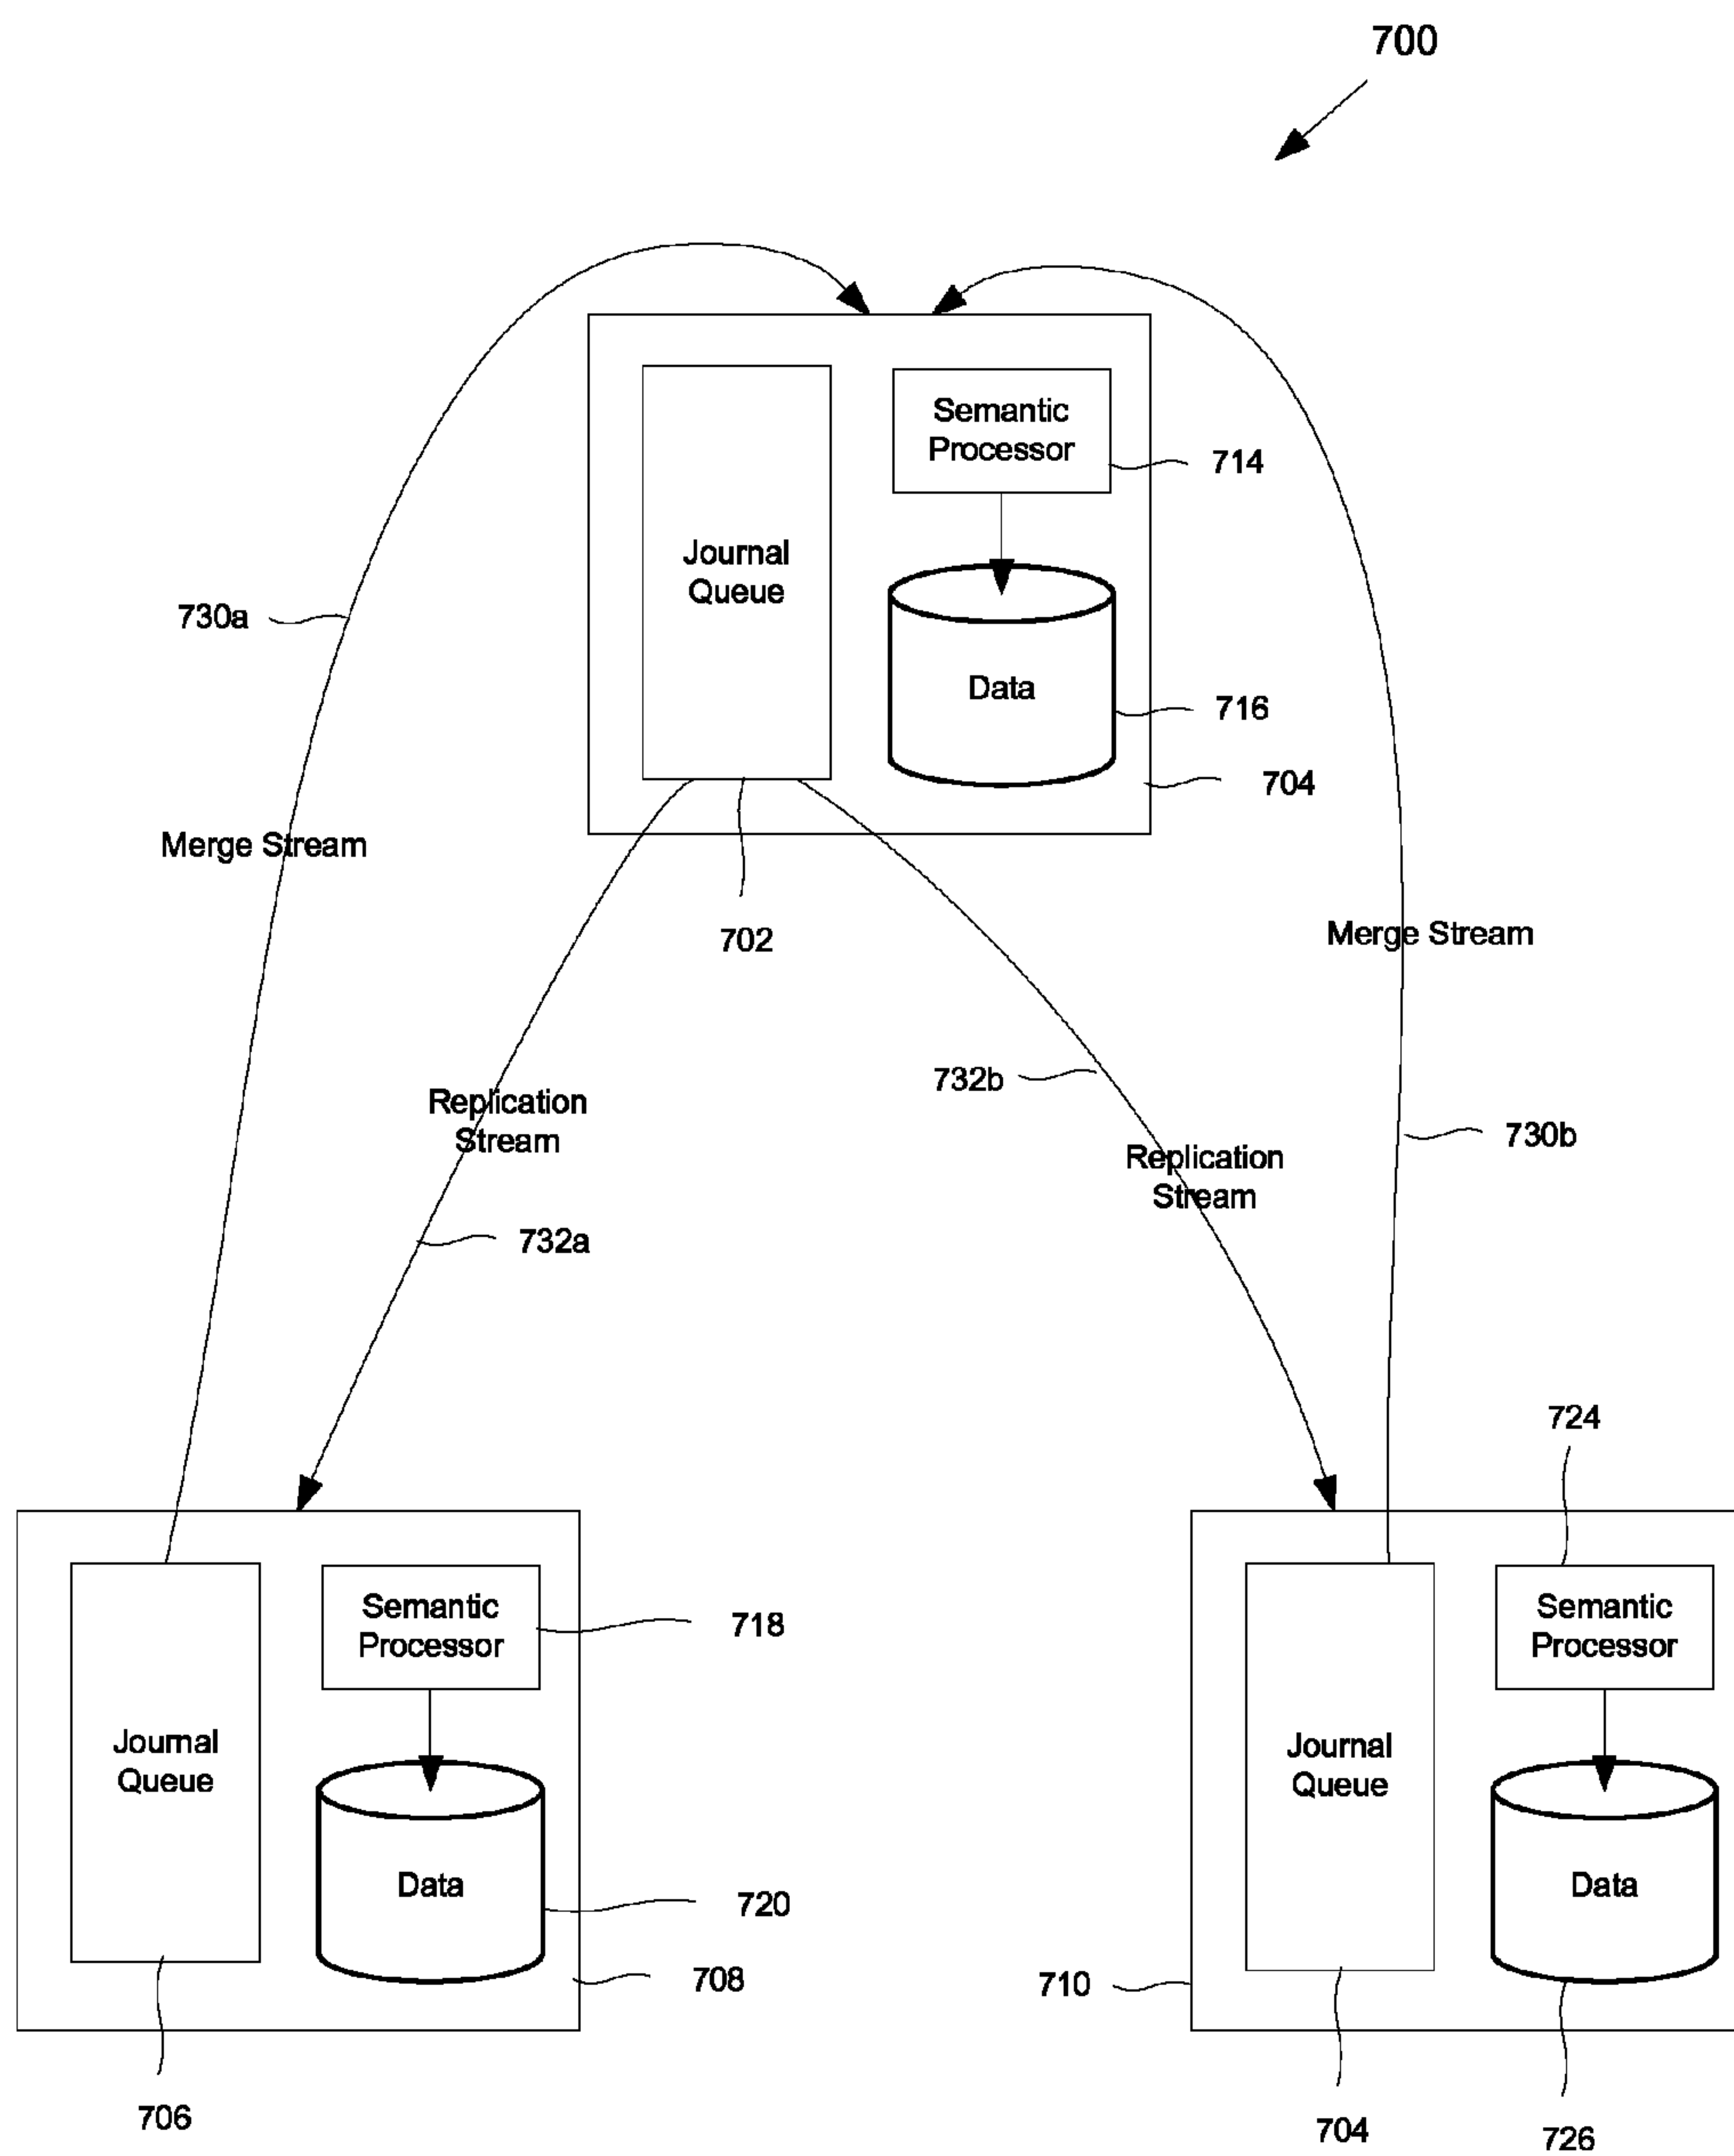 700
Semantic
Processor
714
Journal
Queue
730a
Data
716
704
Merge Stream
702
Merge Stream
732b
Replication
Stream
730b
Replication
Stream
732a
724
Semantic
Processor
718
Semantic
Processor
Journal
Queue
Journal
Queue
Data
720
Data
708
710
706
704
726